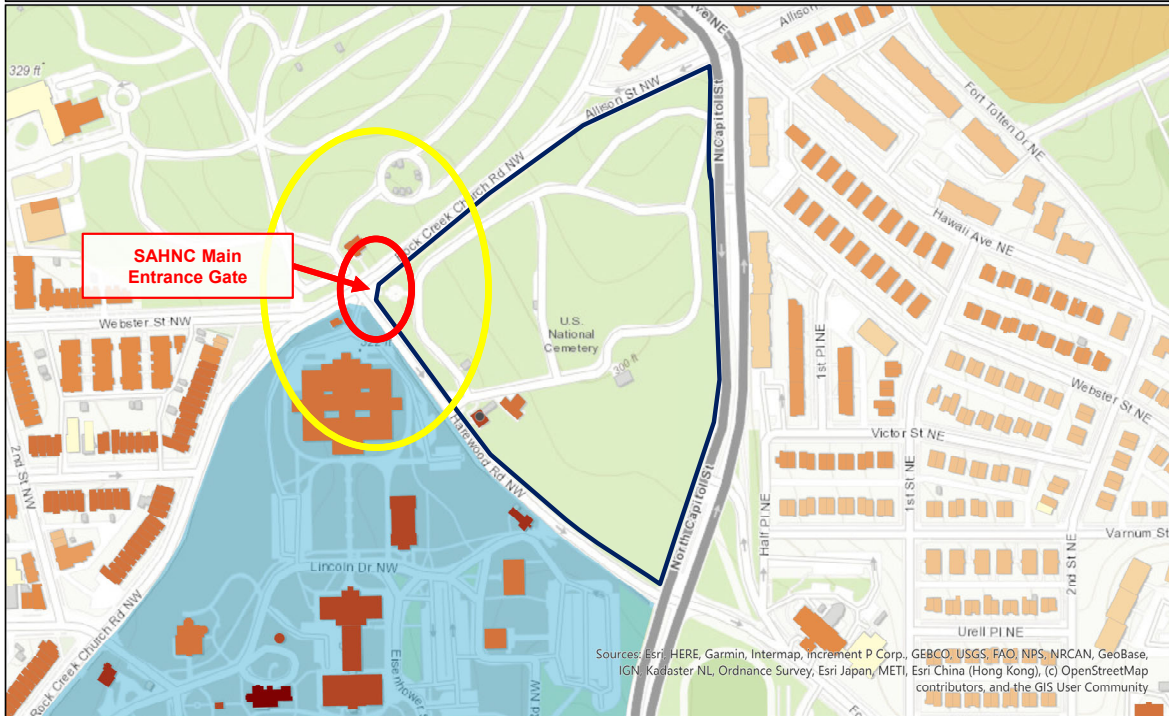 Ave NE
Allison
329 ft
Allison St NW
N Capitol St
Fort Totten Dr NE
Rock Creek Church Rd NW
Hawaii Ave NE
SAHNC Main
Entrance Gate
Webster St NW
322 ft
U.S.
National
Cemetery
300 ft
1st Pl NE
Webster St NE
2nd St NW
Harewood Rd NW
Victor St NE
1st St NE
North Capitol St
Half Pl NE
Varnum St
Lincoln Dr NW
2nd St NE
Rock Creek Church Rd NW
Eisenhower
Urell Pl NE
Sources: Esri, HERE, Garmin, Intermap, increment P Corp., GEBCO, USGS, FAO, NPS, NRCAN, GeoBase,
IGN, Kadaster NL, Ordnance Survey, Esri Japan, METI, Esri China (Hong Kong), (c) OpenStreetMap
contributors, and the GIS User Community